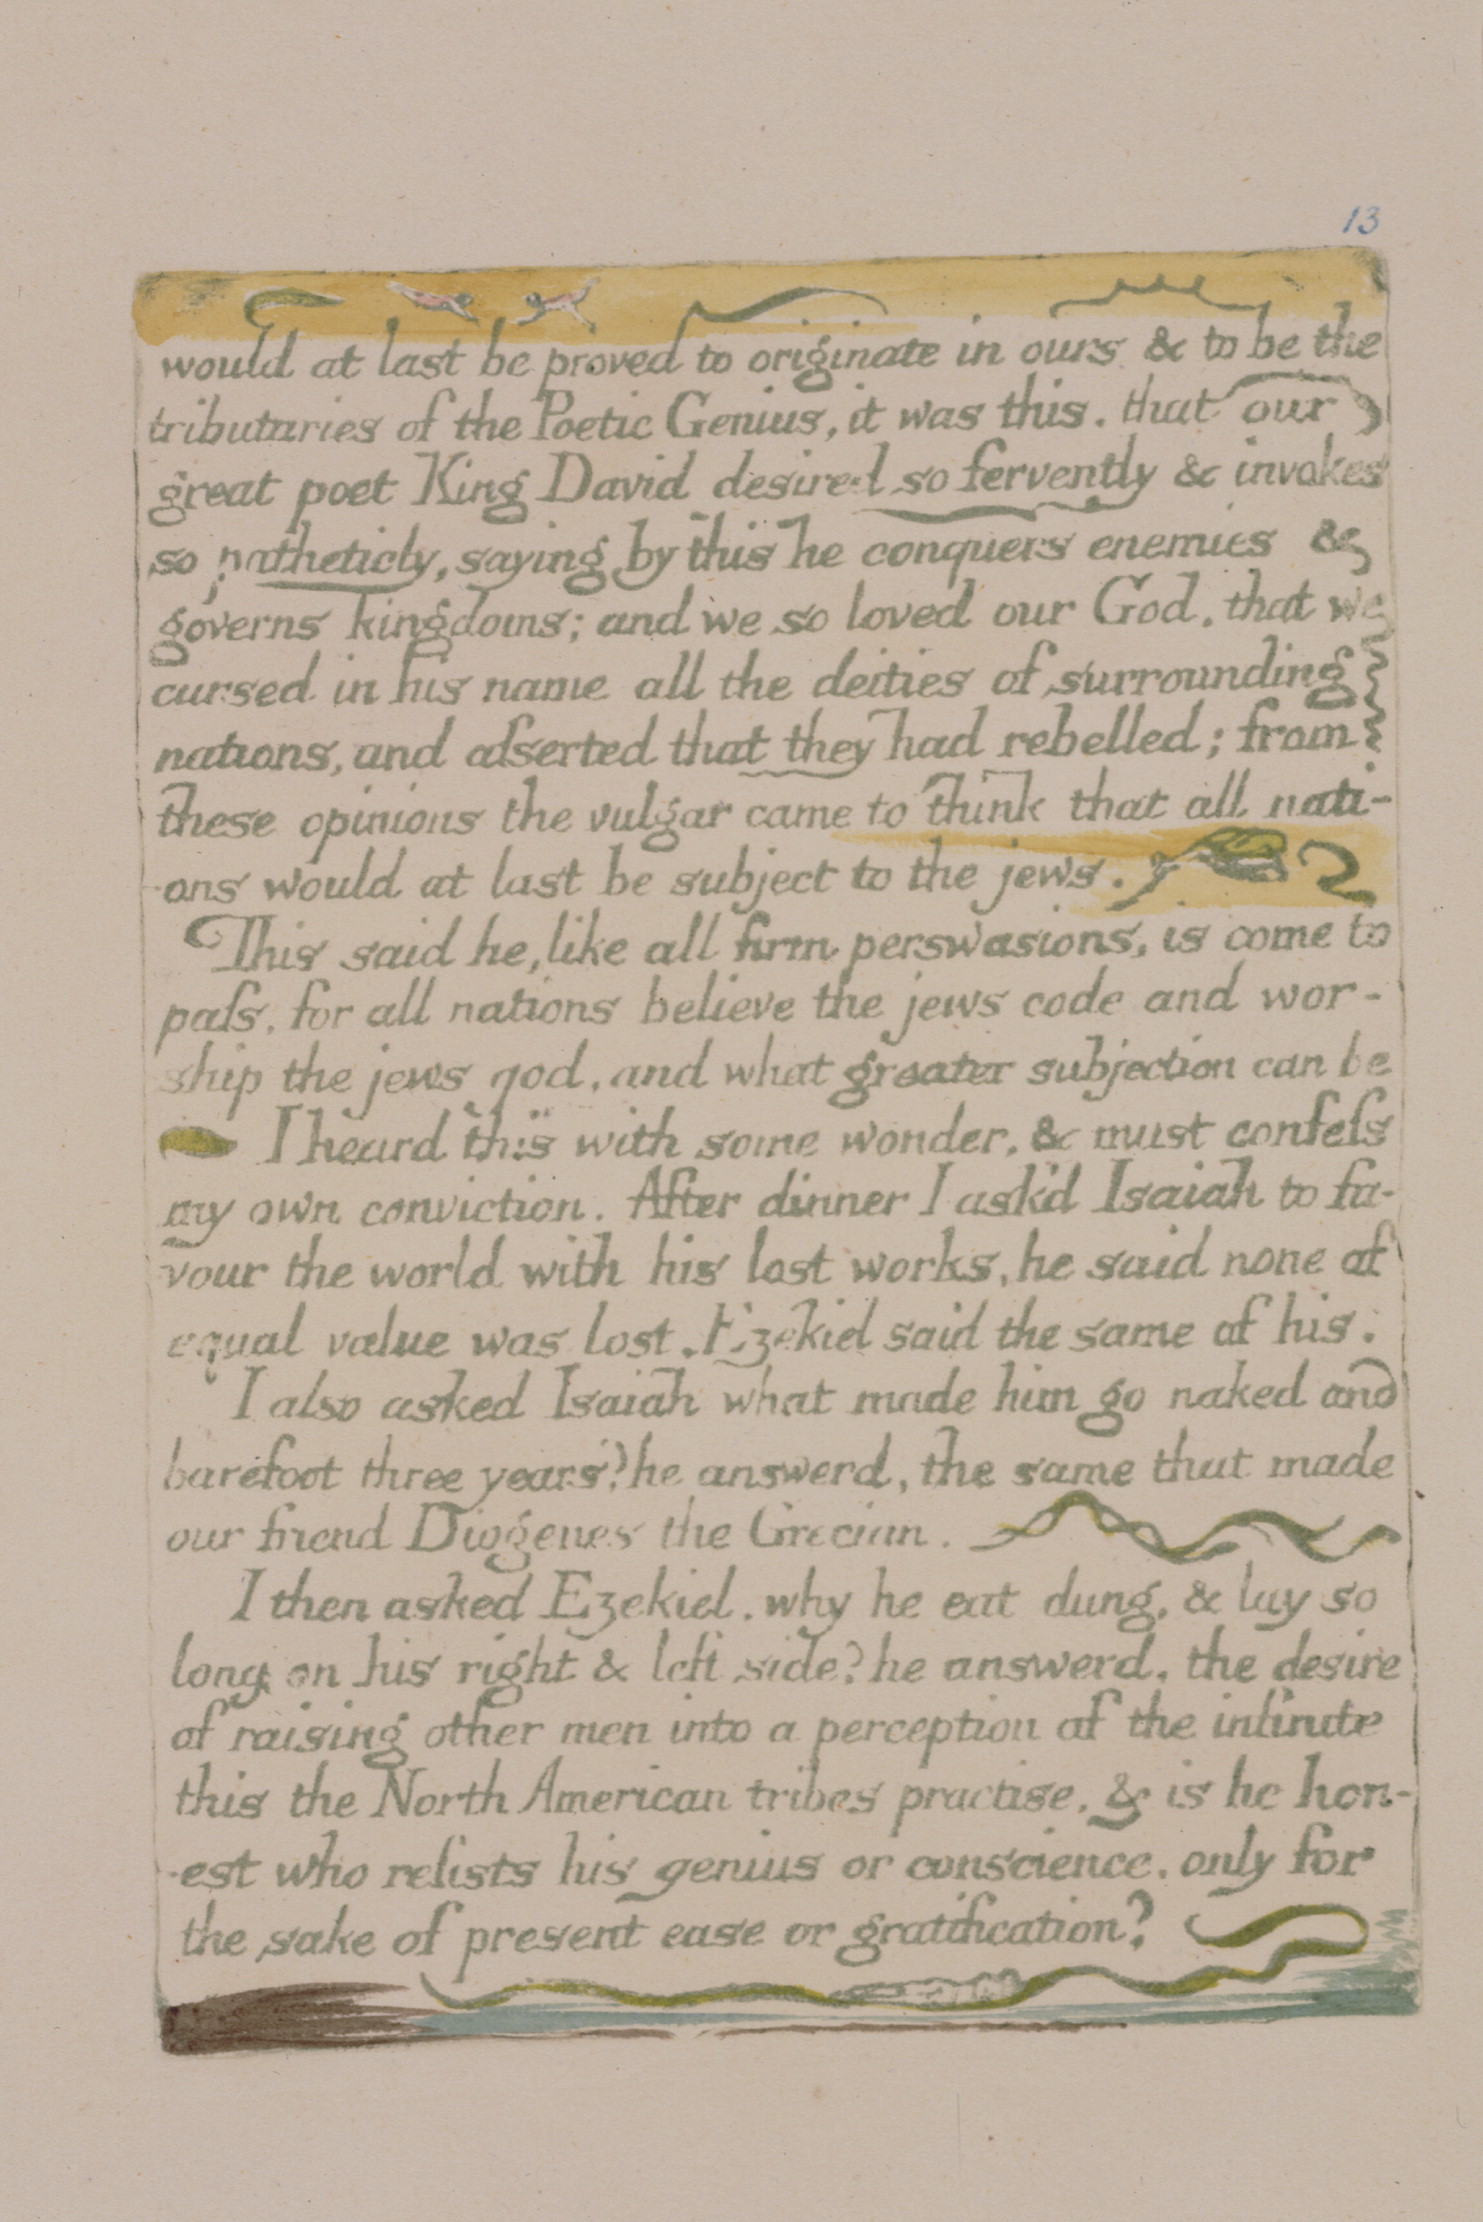 13
would at last be proved to originate in ours & to be the
tributaries of the Poetic Genius, it was this. that our
great poet King David desired so fervently & invokes
so patheticly, saying by this he conquers enemies &
governs kingdoms; and we so loved our God. that we
cursed in his name all the deities of surrounding
nations, and aſserted that they had rebelled; from
these opinions the vulgar came to think that all nati-
-ons would at last be subject to the jews.
This said he, like all firm perswasions, is come to
paſs. for all nations believe the jews code and wor-
ship the jews god, and what greater subjection can be
I heard this with some wonder, & must confeſs
my own conviction. After dinner I ask'd Isaiah to fa-
vour the world with his lost works, he said none of
equal value was lost. Ezekiel said the same of his.
I also asked Isaiah what made him go naked and
barefoot three years? he answerd, the same that made
our friend Diogenes the Grecian.
I then asked Ezekiel. why he eat dung, & lay so
long on his right & left side? he answerd. the desire
of raising other men into a perception of the infinite
this the North American tribes practise. & is he hon-
-est who resists his genius or conscience. only for
the sake of present ease or gratification?